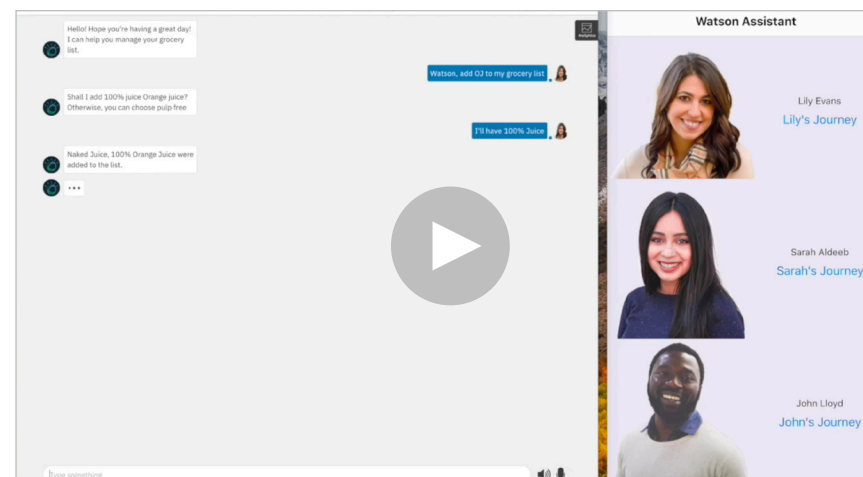 Hello! Hope you're having a great day!
I can help you manage your grocery
list.
Analytics
Watson, add OJ to my grocery list
Shall I add 100% juice Orange juice?
Otherwise, you can choose pulp free
I'll have 100% Juice
Naked Juice, 100% Orange Juice were
added to the list.
Type something
Watson Assistant
Lily Evans
Lily's Journey
Sarah Aldeeb
Sarah's Journey
John Lloyd
John's Journey